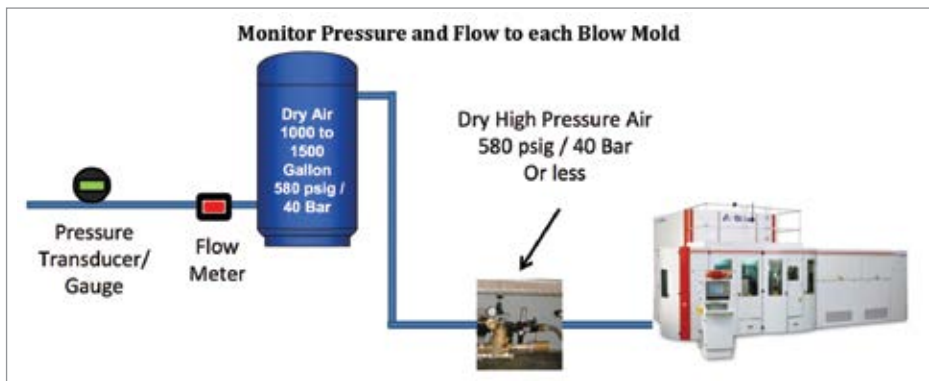 Monitor Pressure and Flow to each Blow Mold
Dry Air
1000 to
1500
Gallon
580 psig /
40 Bar
Dry High Pressure Air
580 psig / 40 Bar
Or less
Pressure
Transducer/
Gauge
Flow
Meter